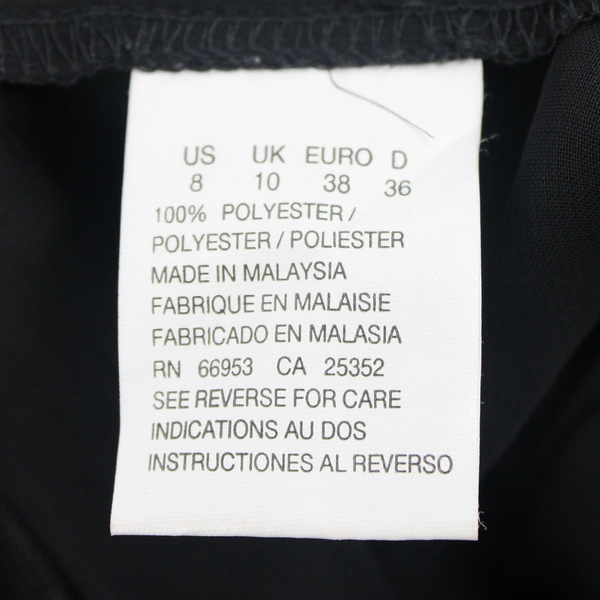 US UK EURO D
8 10 38 36
100% POLYESTER /
POLYESTER / POLIESTER
MADE IN MALAYSIA
FABRIQUE EN MALAISIE
FABRICADO EN MALASIA
RN 66953 CA 25352
SEE REVERSE FOR CARE
INDICATIONS AU DOS
INSTRUCTIONES AL REVERSO